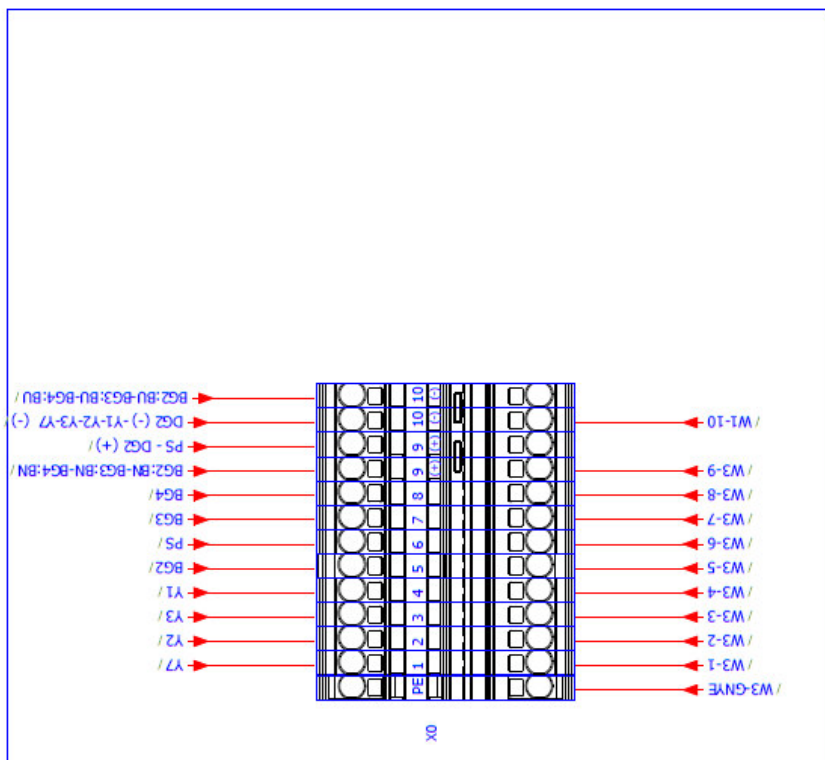 BG2:BU-BG3:BU-BG4:BU / 10 (-)
DG2 (-)-Y1-Y2-Y3-Y7 (-) / 10 (-) W1-10 /
PS - DG2 (+) / 9 (+)
BG2:BN-BG3:BN-BG4:BN / 9 (+) W3-9 /
BG4 / 8 W3-8 /
BG3 / 7 W3-7 /
PS / 6 W3-6 /
BG2 / 5 W3-5 /
Y1 / 4 W3-4 /
Y3 / 3 W3-3 /
Y2 / 2 W3-2 /
Y7 / 1 W3-1 /
PE W3-GNYE /
0X